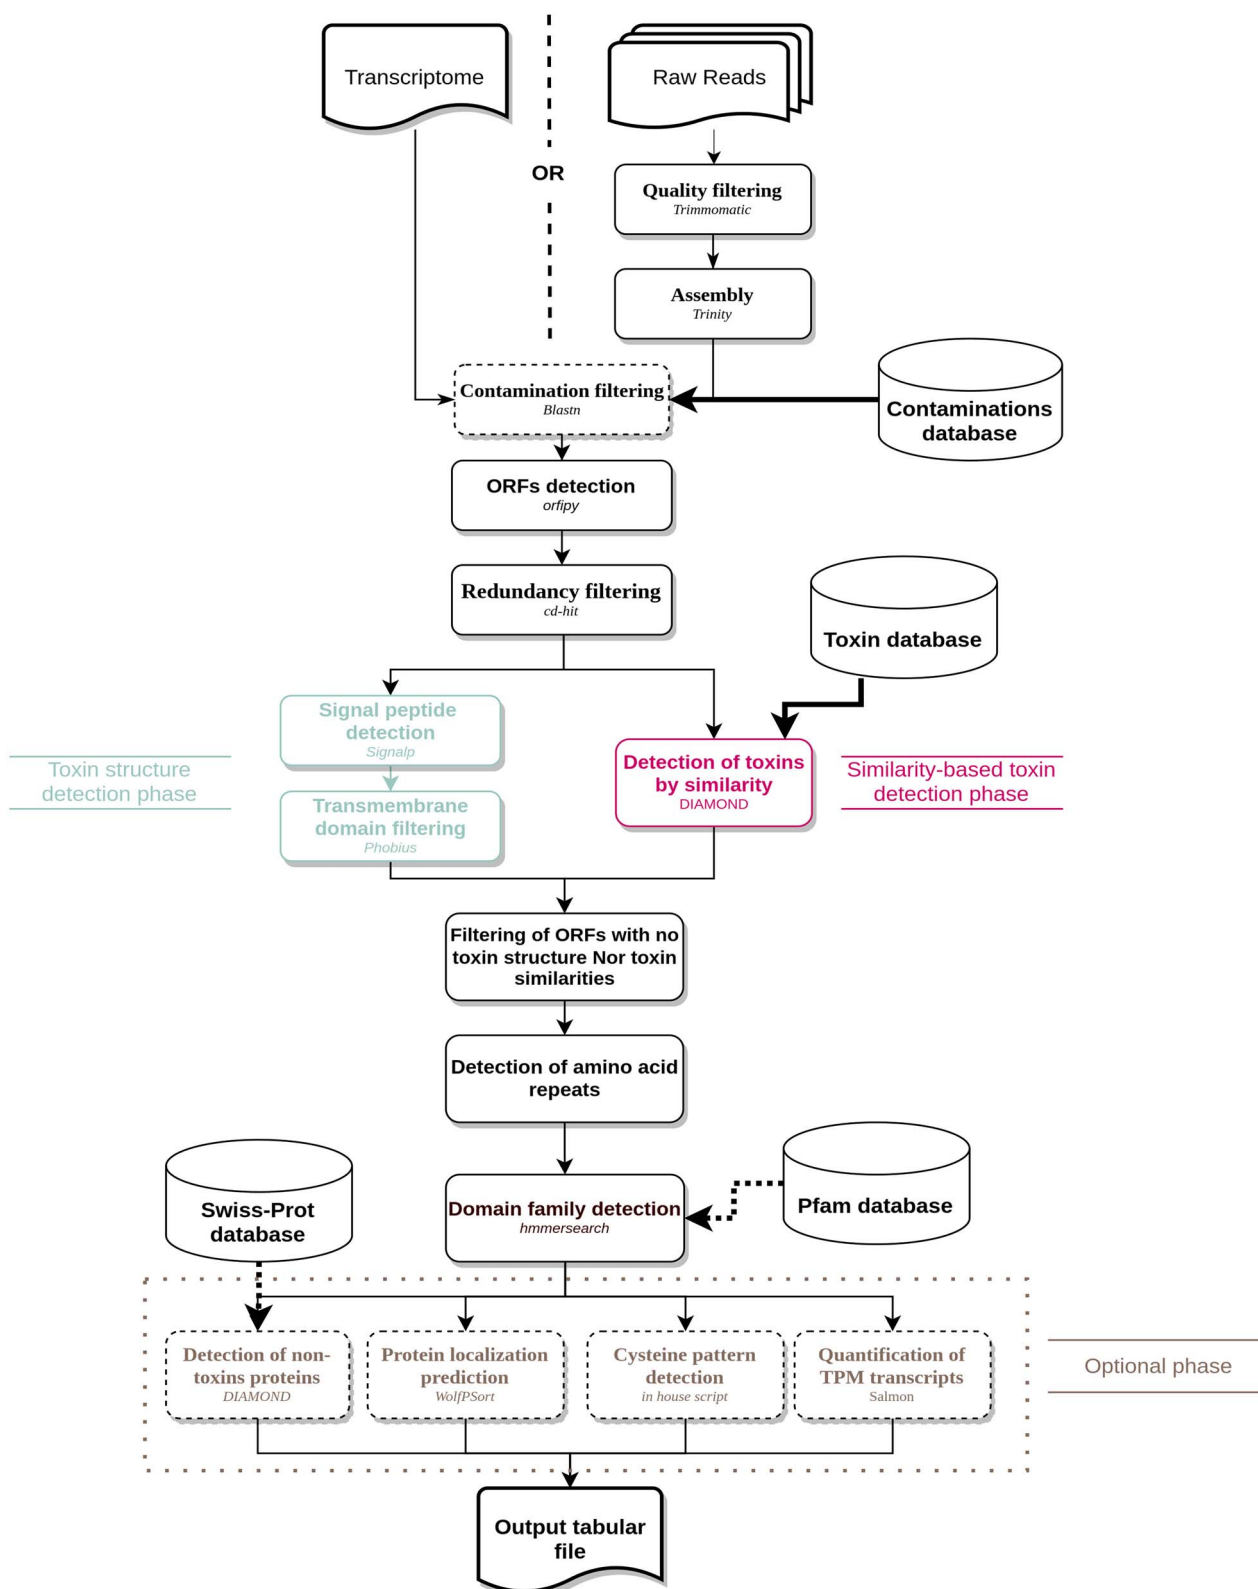 Transcriptome
Raw Reads
OR
Quality filtering
Trimmomatic
Assembly
Trinity
Contamination filtering
Blastn
Contaminations
database
ORFs detection
orfipy
Redundancy filtering
cd-hit
Toxin database
Signal peptide
detection
Signalp
Toxin structure
detection phase
Transmembrane
domain filtering
Phobius
Detection of toxins
by similarity
DIAMOND
Similarity-based toxin
detection phase
Filtering of ORFs with no
toxin structure Nor toxin
similarities
Detection of amino acid
repeats
Swiss-Prot
database
Domain family detection
hmmersearch
Pfam database
Detection of non-
toxins proteins
DIAMOND
Protein localization
prediction
WolfPSort
Cysteine pattern
detection
in house script
Quantification of
TPM transcripts
Salmon
Optional phase
Output tabular
file